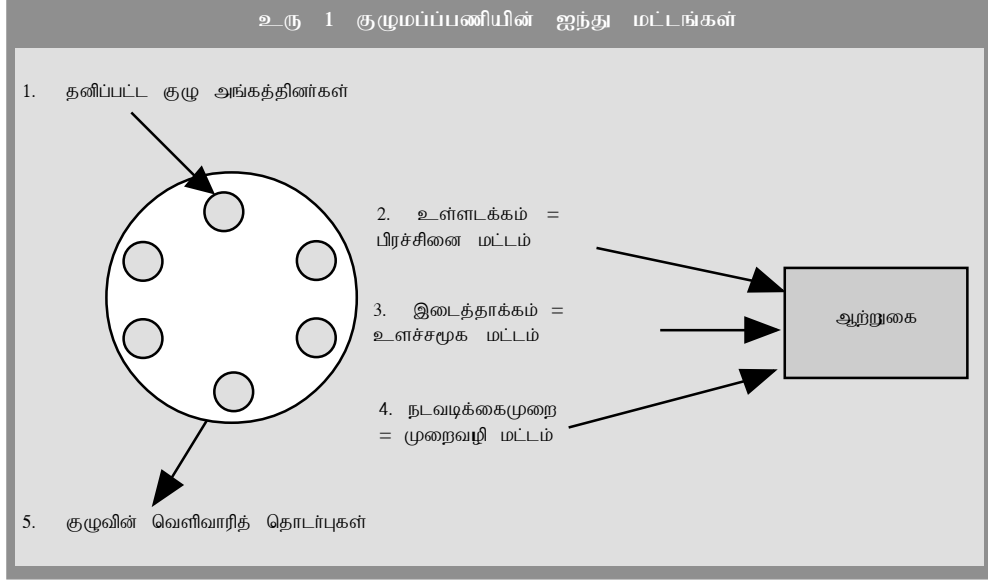 உரு 1 குழுமப்ப்பணியின் ஐந்து மட்டங்கள்
1. தனிப்பட்ட குழு அங்கத்தினர்கள்
2. உள்ளடக்கம் =
பிரச்சினை மட்டம்
3. இடைத்தாக்கம் =
உளச்சமூக மட்டம்
ஆற்றுகை
4. நடவடிக்கைமுறை
= முறைவழி மட்டம்
5. குழுவின் வெளிவாரித் தொடர்புகள்